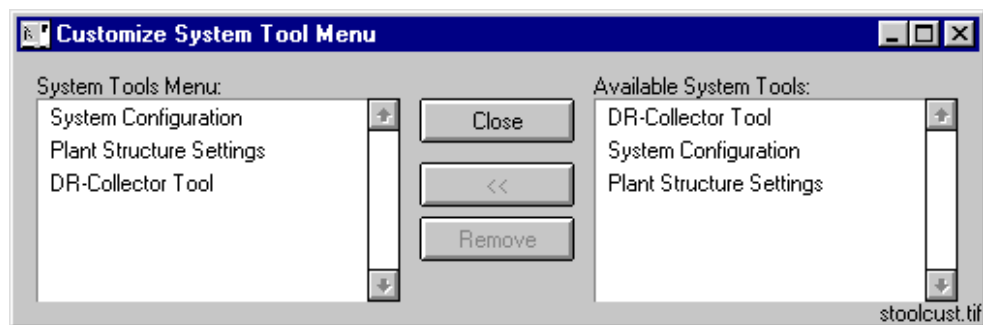 Customize System Tool Menu
System Tools Menu:
System Configuration
Plant Structure Settings
DR-Collector Tool
Close
<<
Remove
Available System Tools:
DR-Collector Tool
System Configuration
Plant Structure Settings
stoolcust.tif